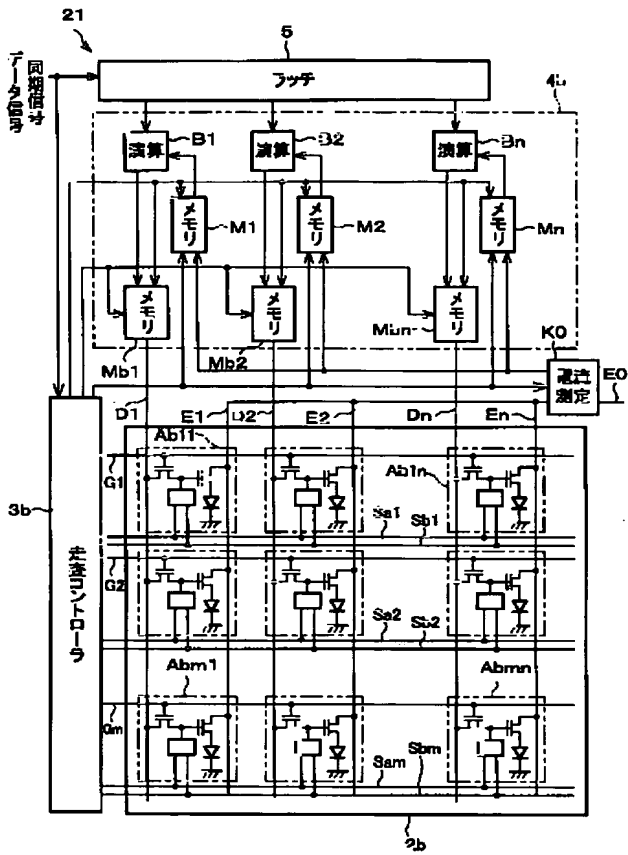 21
5
ラッチ
同期信号
データ信号
演算
B1
演算
B2
演算
Bn
メモリ
M1
メモリ
M2
メモリ
Mn
メモリ
メモリ
メモリ
Mb1
Mb2
K0
電流測定
E0
D1
E1
D2
E2
Dn
En
Ab11
Ab1n
G1
3b
Sa1
Sb1
G2
Sa2
Sb2
コントローラ
Abm1
Abmn
Gm
Sam
Sbm
2b